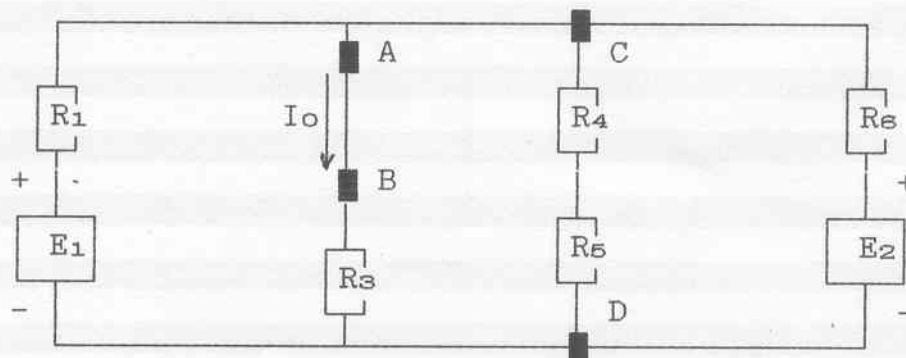 A C
R1 Io R4 R6
+ B +
E1 R5 E2
R3
- D -